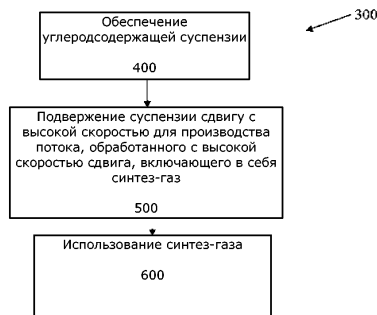 300
Обеспечение
углеродсодержащей суспензии
400
Подвержение суспензии сдвигу с
высокой скоростью для производства
потока, обработанного с высокой
скоростью сдвига, включающего в себя
синтез-газ
500
Использование синтез-газа
600